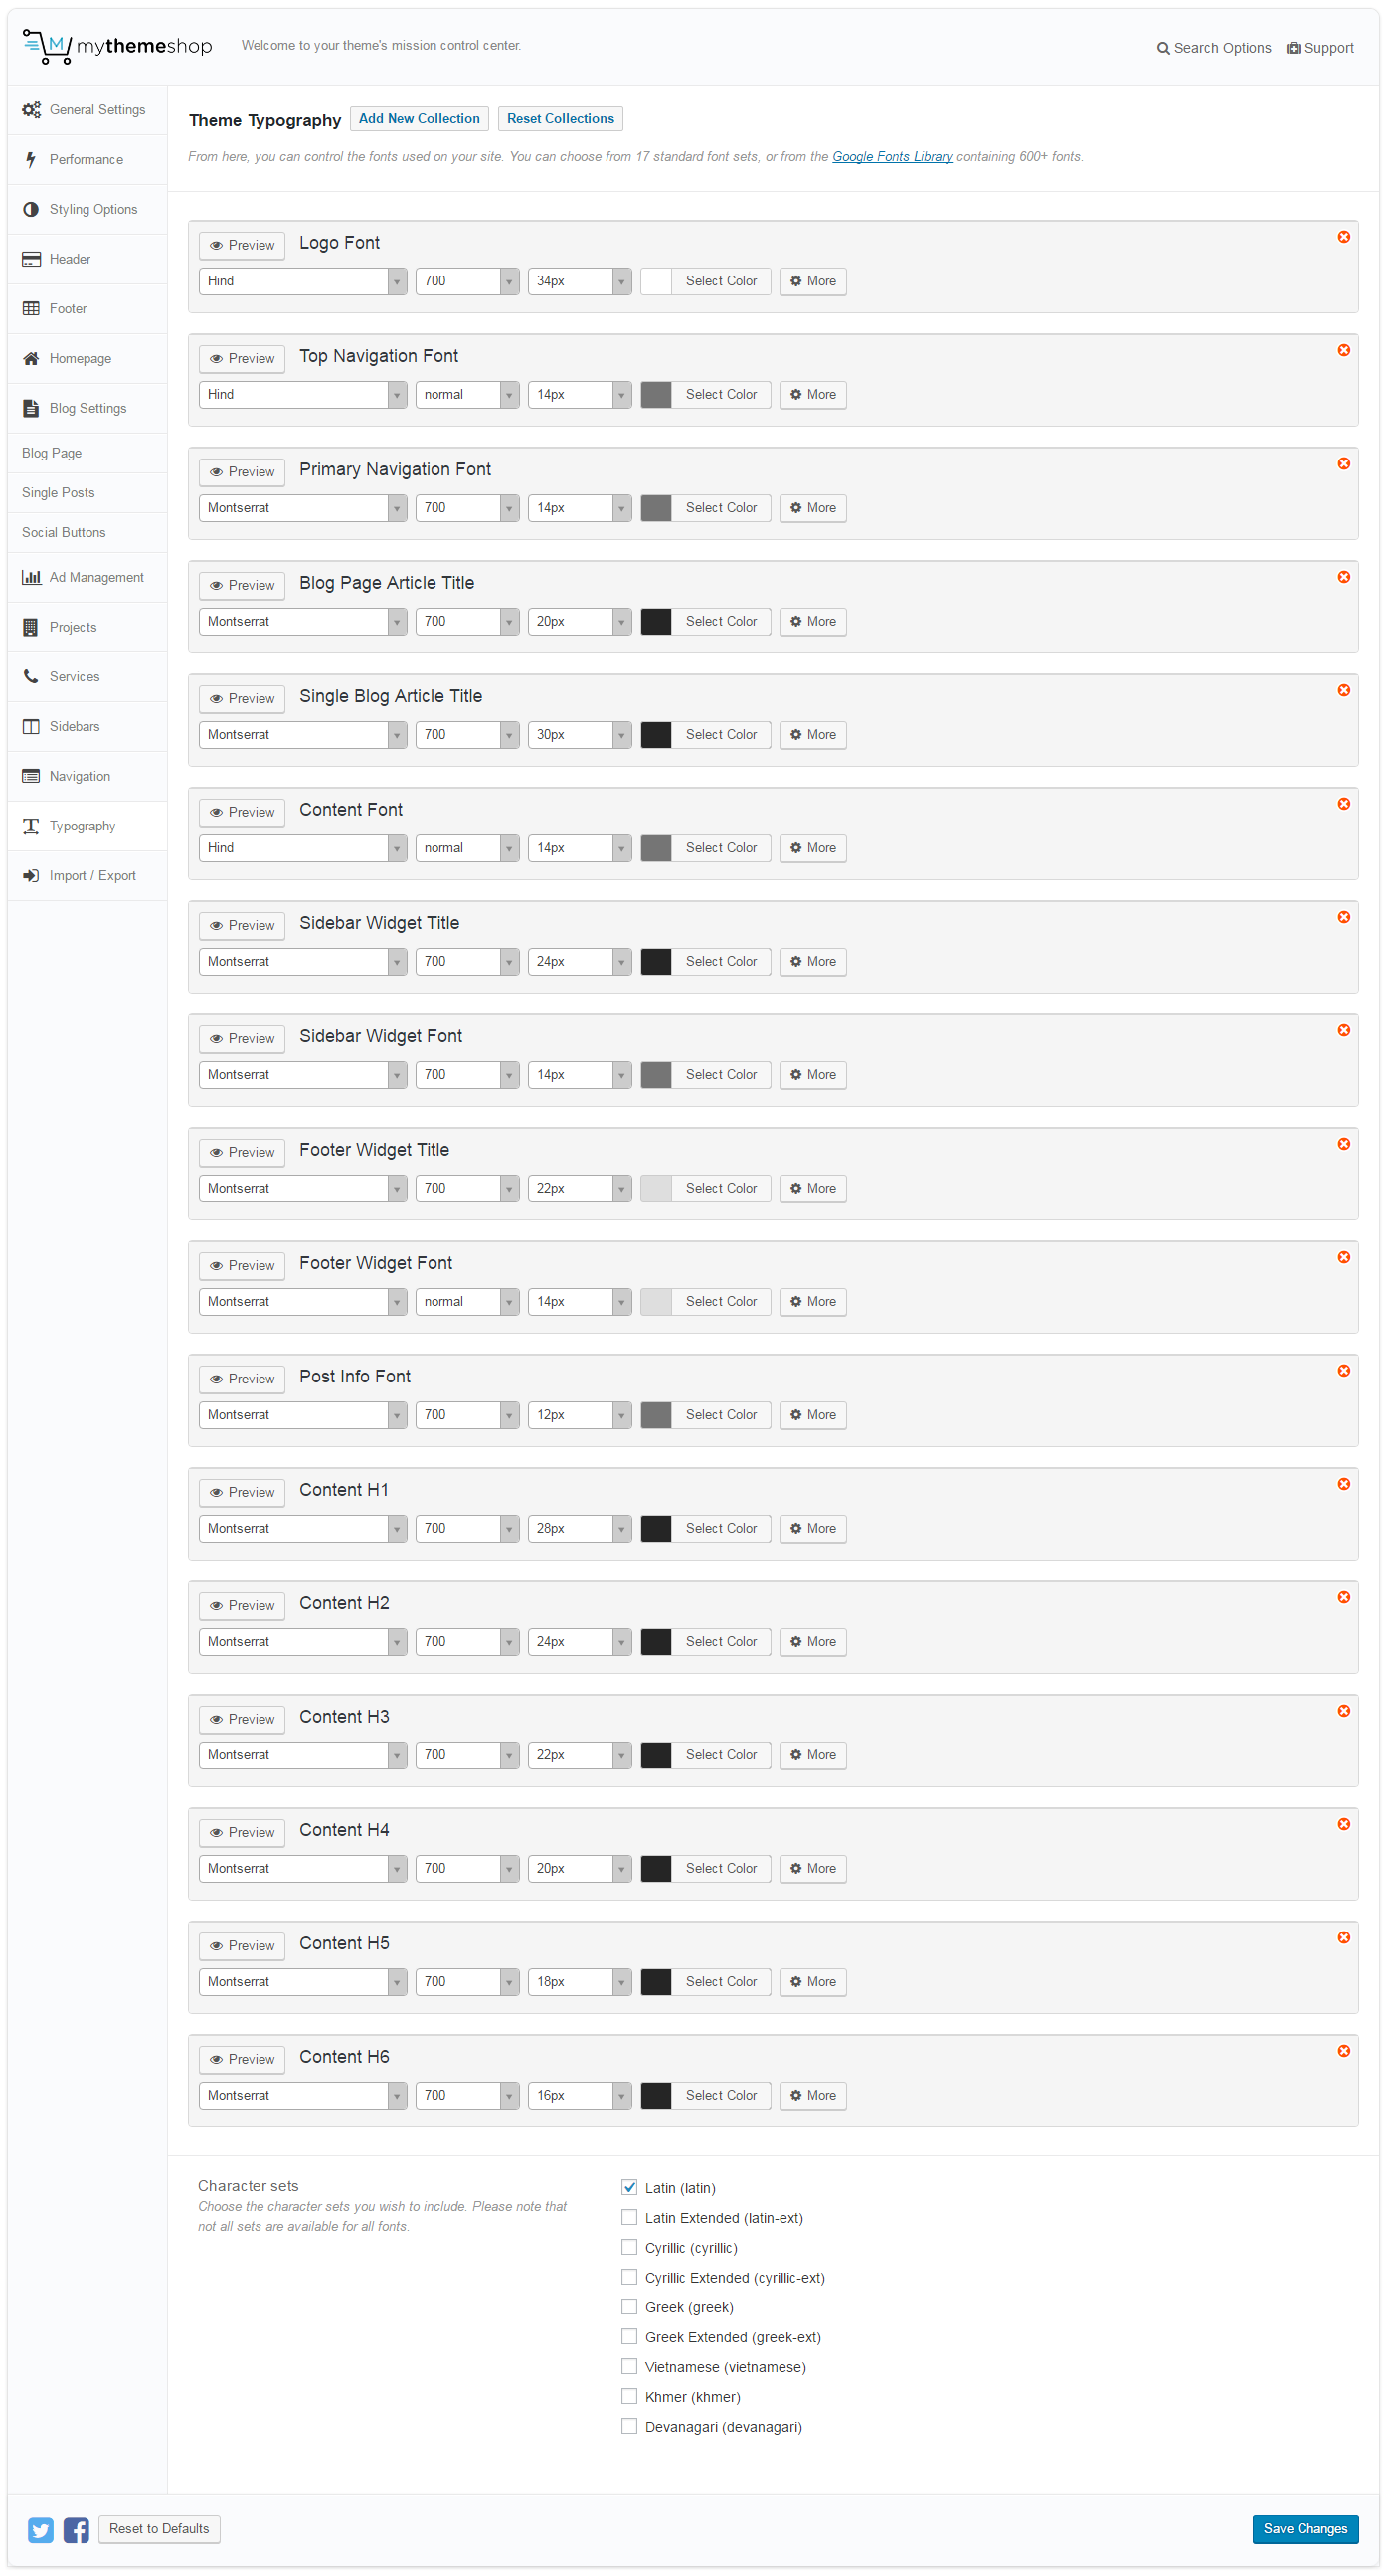 mythemeshop
Welcome to your theme's mission control center.
Search Options
Support
General Settings
Performance
Styling Options
Header
Footer
Homepage
Blog Settings
Blog Page
Single Posts
Social Buttons
Ad Management
Projects
Services
Sidebars
Navigation
Typography
Import / Export
Theme Typography Add New Collection Reset Collections
From here, you can control the fonts used on your site. You can choose from 17 standard font sets, or from the Google Fonts Library containing 600+ fonts.
Preview Logo Font
Hind 700 34px Select Color More
Preview Top Navigation Font
Hind normal 14px Select Color More
Preview Primary Navigation Font
Montserrat 700 14px Select Color More
Preview Blog Page Article Title
Montserrat 700 20px Select Color More
Preview Single Blog Article Title
Montserrat 700 30px Select Color More
Preview Content Font
Hind normal 14px Select Color More
Preview Sidebar Widget Title
Montserrat 700 24px Select Color More
Preview Sidebar Widget Font
Montserrat 700 14px Select Color More
Preview Footer Widget Title
Montserrat 700 22px Select Color More
Preview Footer Widget Font
Montserrat normal 14px Select Color More
Preview Post Info Font
Montserrat 700 12px Select Color More
Preview Content H1
Montserrat 700 28px Select Color More
Preview Content H2
Montserrat 700 24px Select Color More
Preview Content H3
Montserrat 700 22px Select Color More
Preview Content H4
Montserrat 700 20px Select Color More
Preview Content H5
Montserrat 700 18px Select Color More
Preview Content H6
Montserrat 700 16px Select Color More
Character sets
Choose the character sets you wish to include. Please note that
not all sets are available for all fonts.
Latin (latin)
Latin Extended (latin-ext)
Cyrillic (cyrillic)
Cyrillic Extended (cyrillic-ext)
Greek (greek)
Greek Extended (greek-ext)
Vietnamese (vietnamese)
Khmer (khmer)
Devanagari (devanagari)
Reset to Defaults
Save Changes